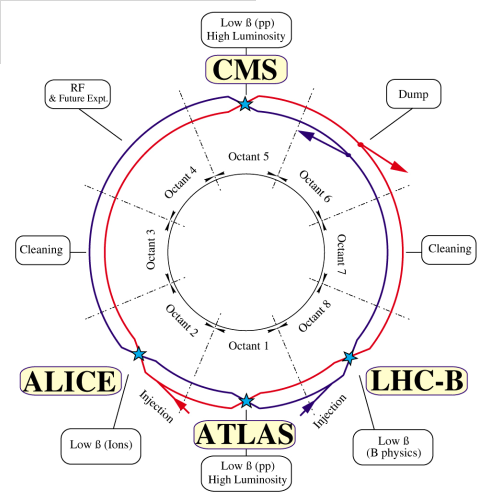 Low ß (pp)
High Luminosity
CMS
RF
& Future Expt.
Dump
Octant 5
Octant 4
Octant 6
Cleaning
Octant 3
Octant 7
Cleaning
Octant 2
Octant 8
Octant 1
ALICE
LHC-B
Injection
Injection
ATLAS
Low ß (Ions)
Low ß
(B physics)
Low ß (pp)
High Luminosity